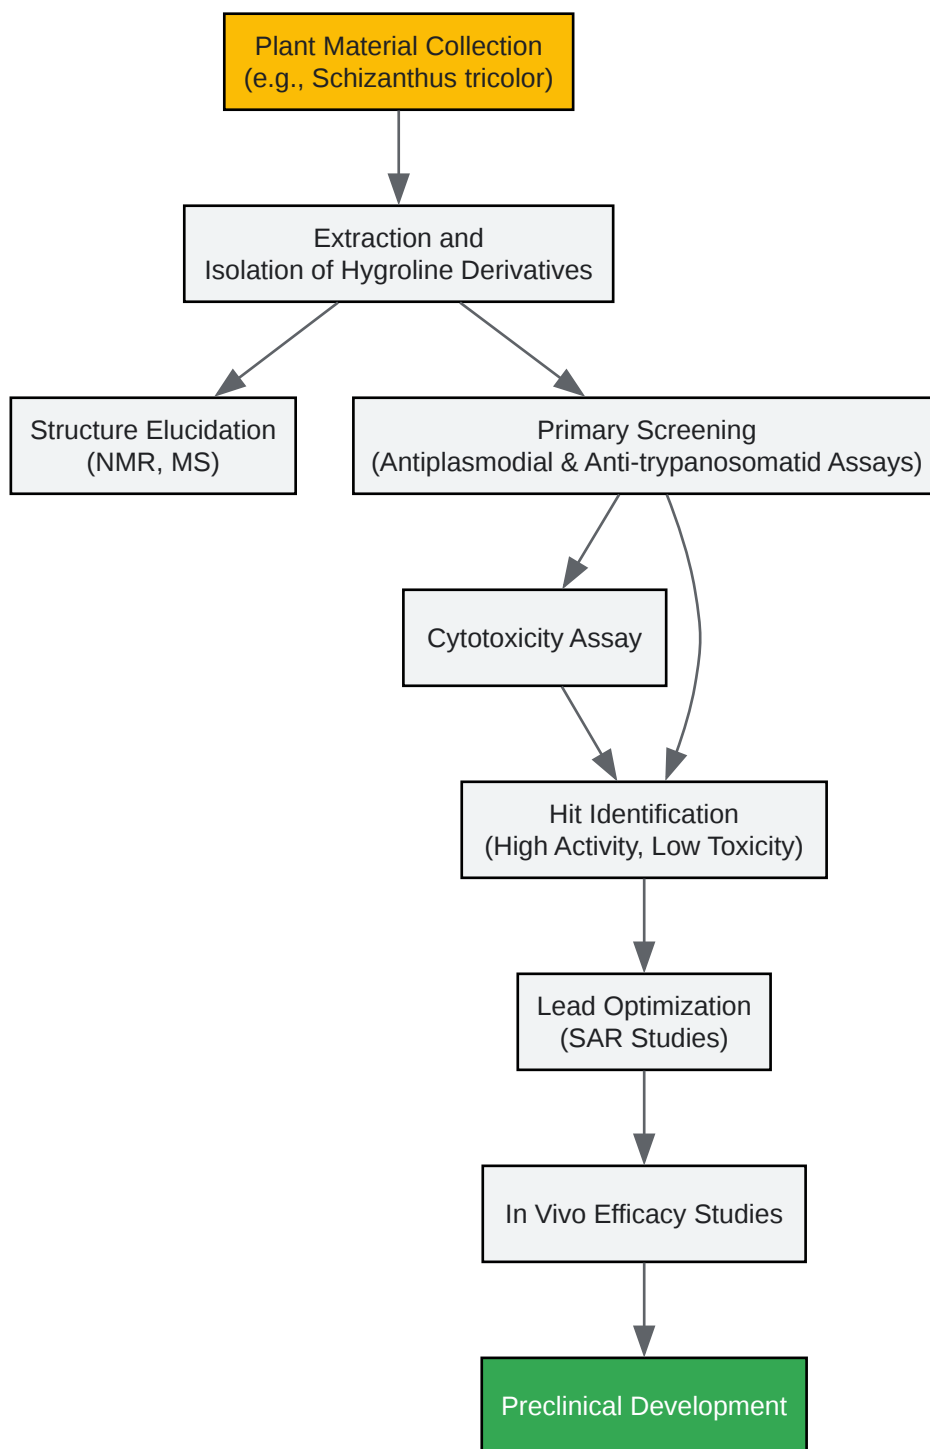 Plant Material Collection
(e.g., Schizanthus tricolor)
Extraction and
Isolation of Hygroline Derivatives
Structure Elucidation
(NMR, MS)
Primary Screening
(Antiplasmodial & Anti-trypanosomatid Assays)
Cytotoxicity Assay
Hit Identification
(High Activity, Low Toxicity)
Lead Optimization
(SAR Studies)
In Vivo Efficacy Studies
Preclinical Development